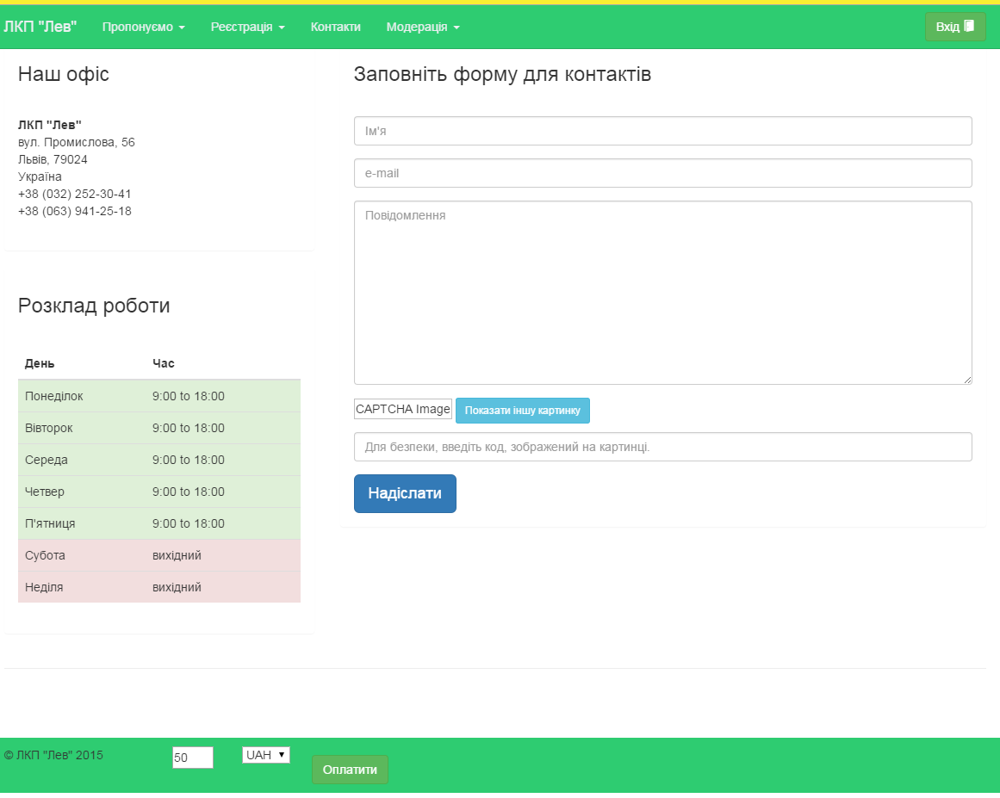 ЛКП "Лев" Пропонуємо Реєстрація Контакти Модерація Вхід
Наш офіс
ЛКП "Лев"
вул. Промислова, 56
Львів, 79024
Україна
+38 (032) 252-30-41
+38 (063) 941-25-18
Розклад роботи
День Час
Понеділок 9:00 to 18:00
Вівторок 9:00 to 18:00
Середа 9:00 to 18:00
Четвер 9:00 to 18:00
П'ятниця 9:00 to 18:00
Субота вихідний
Неділя вихідний
Заповніть форму для контактів
Ім'я
e-mail
Повідомлення
CAPTCHA Image Показати іншу картинку
Для безпеки, введіть код, зображений на картинці.
Надіслати
© ЛКП "Лев" 2015 50 UAH Оплатити